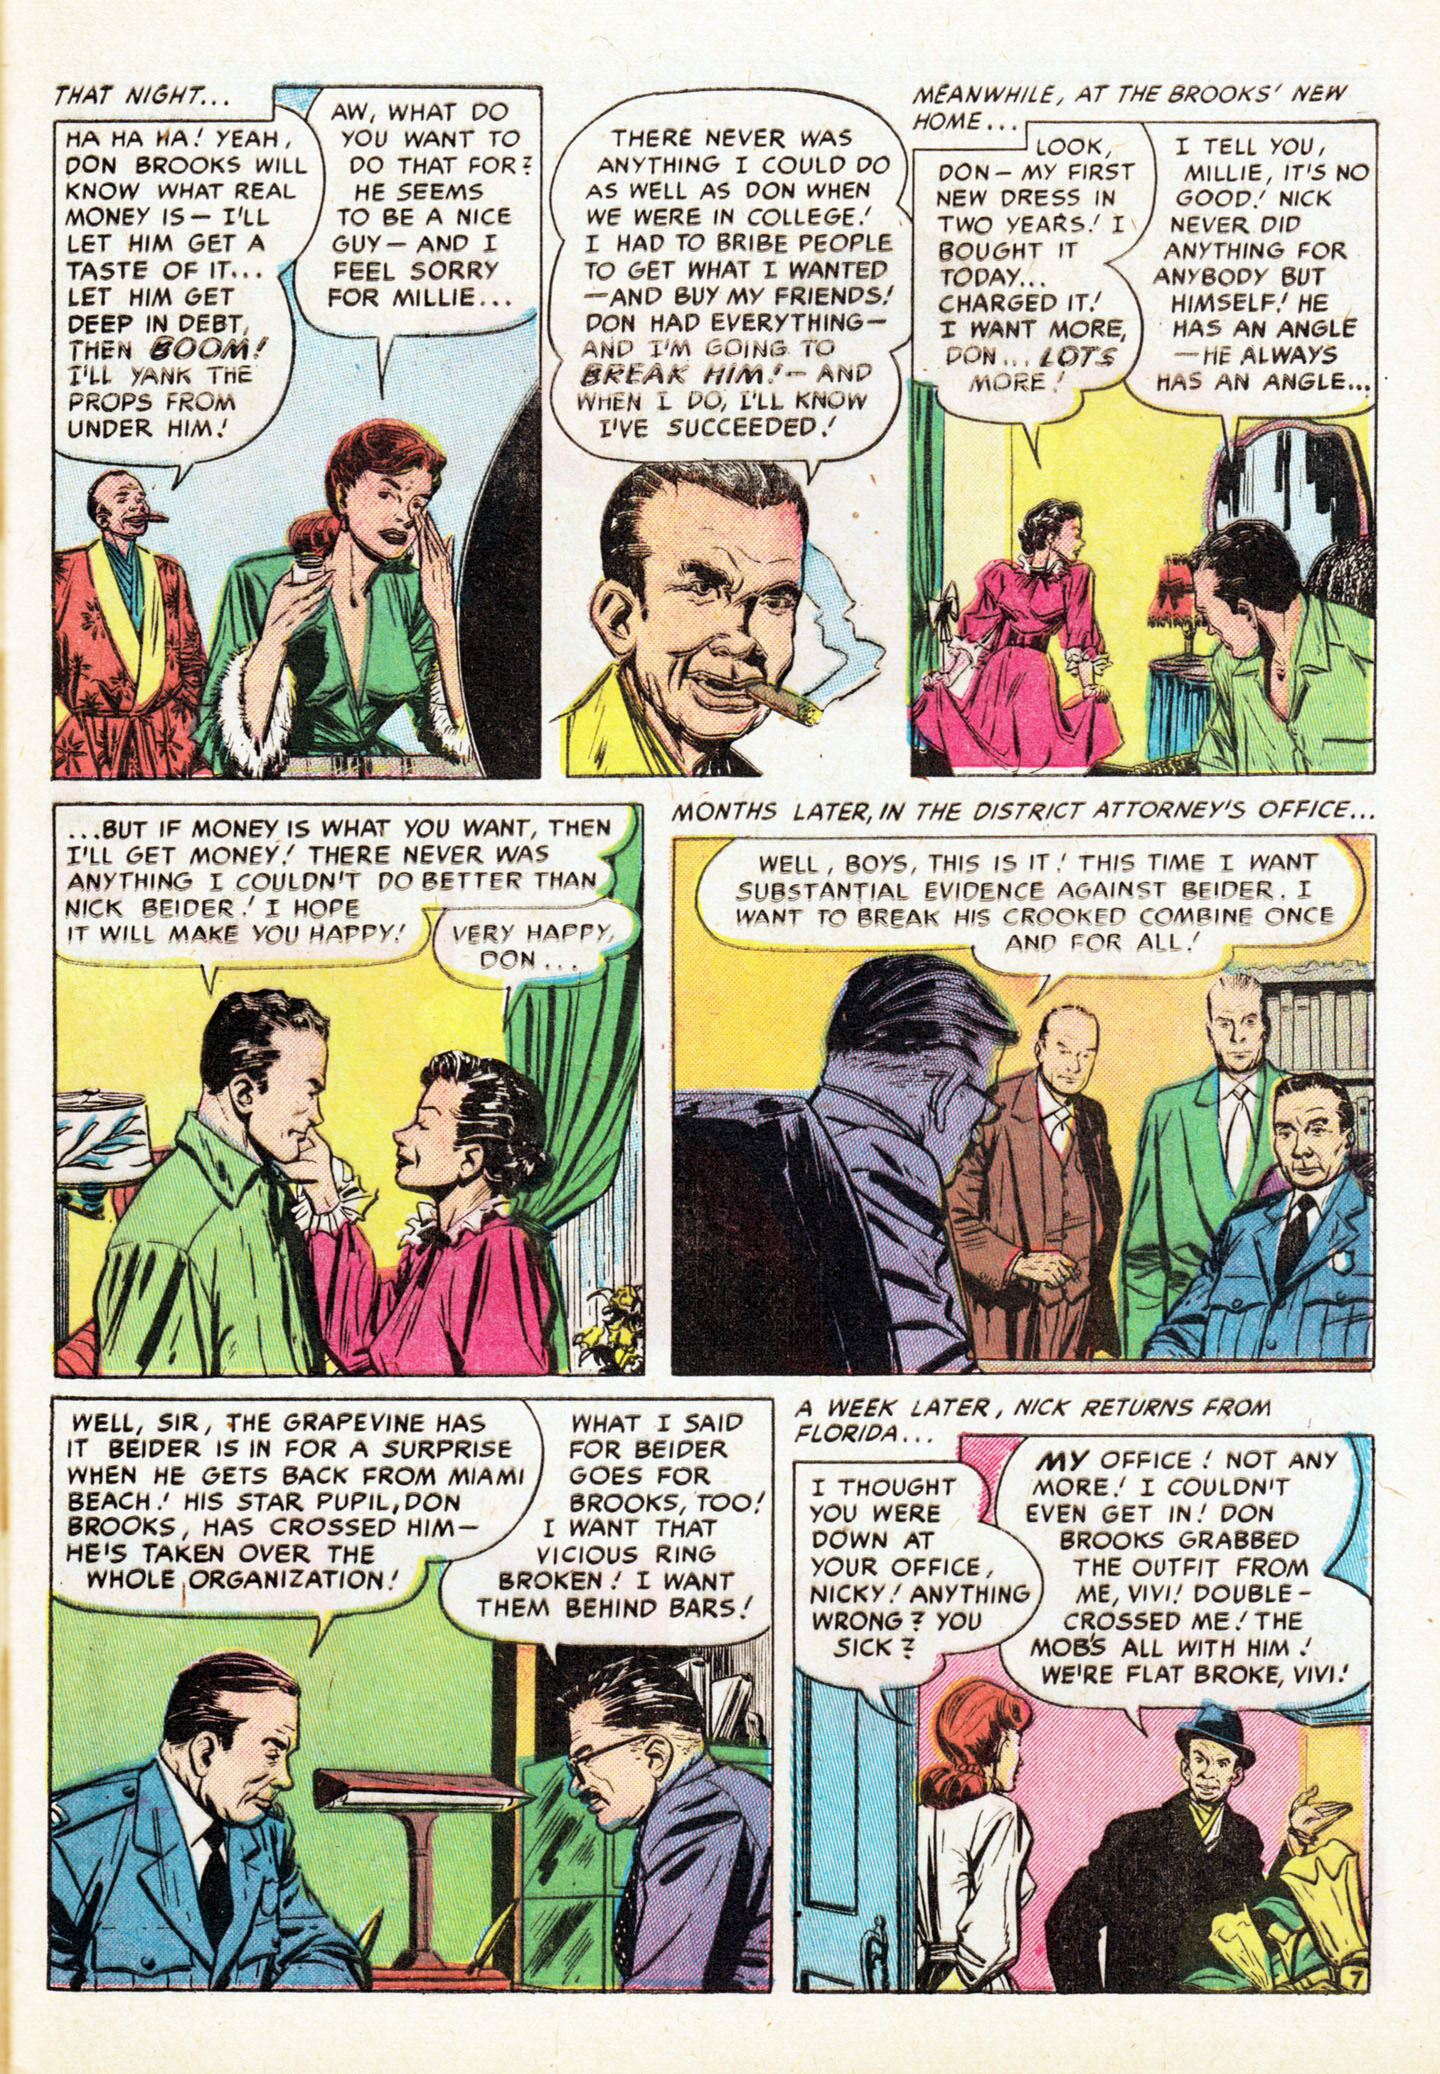 THAT NIGHT...
HA HA HA! YEAH,
DON BROOKS WILL
KNOW WHAT REAL
MONEY IS — I'LL
LET HIM GET A
TASTE OF IT...
LET HIM GET
DEEP IN DEBT,
THEN BOOM!
I'LL YANK THE
PROPS FROM
UNDER HIM!
AW, WHAT DO
YOU WANT TO
DO THAT FOR?
HE SEEMS
TO BE A NICE
GUY — AND I
FEEL SORRY
FOR MILLIE...
THERE NEVER WAS
ANYTHING I COULD DO
AS WELL AS DON WHEN
WE WERE IN COLLEGE!
I HAD TO BRIBE PEOPLE
TO GET WHAT I WANTED
—AND BUY MY FRIENDS!
DON HAD EVERYTHING—
AND I'M GOING TO
BREAK HIM! — AND
WHEN I DO, I'LL KNOW
I'VE SUCCEEDED!
MEANWHILE, AT THE BROOKS' NEW
HOME...
LOOK,
DON — MY FIRST
NEW DRESS IN
TWO YEARS! I
BOUGHT IT
TODAY...
CHARGED IT!
I WANT MORE,
DON... LOTS
MORE!
I TELL YOU,
MILLIE, IT'S NO
GOOD! NICK
NEVER DID
ANYTHING FOR
ANYBODY BUT
HIMSELF! HE
HAS AN ANGLE
—HE ALWAYS
HAS AN ANGLE...
...BUT IF MONEY IS WHAT YOU WANT, THEN
I'LL GET MONEY! THERE NEVER WAS
ANYTHING I COULDN'T DO BETTER THAN
NICK BEIDER! I HOPE
IT WILL MAKE YOU HAPPY!
VERY HAPPY,
DON...
MONTHS LATER, IN THE DISTRICT ATTORNEY'S OFFICE...
WELL, BOYS, THIS IS IT! THIS TIME I WANT
SUBSTANTIAL EVIDENCE AGAINST BEIDER. I
WANT TO BREAK HIS CROOKED COMBINE ONCE
AND FOR ALL!
WELL, SIR, THE GRAPEVINE HAS
IT BEIDER IS IN FOR A SURPRISE
WHEN HE GETS BACK FROM MIAMI
BEACH! HIS STAR PUPIL, DON
BROOKS, HAS CROSSED HIM—
HE'S TAKEN OVER THE
WHOLE ORGANIZATION!
WHAT I SAID
FOR BEIDER
GOES FOR
BROOKS, TOO!
I WANT THAT
VICIOUS RING
BROKEN! I WANT
THEM BEHIND BARS!
A WEEK LATER, NICK RETURNS FROM
FLORIDA...
I THOUGHT
YOU WERE
DOWN AT
YOUR OFFICE,
NICKY! ANYTHING
WRONG? YOU
SICK?
MY OFFICE! NOT ANY
MORE! I COULDN'T
EVEN GET IN! DON
BROOKS GRABBED
THE OUTFIT FROM
ME, VIVI! DOUBLE-
CROSSED ME! THE
MOB'S ALL WITH HIM!
WE'RE FLAT BROKE, VIVI!
7